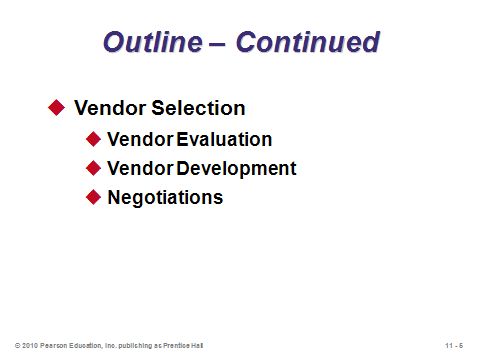 Outline – Continued
Vendor Selection
Vendor Evaluation
Vendor Development
Negotiations
© 2010 Pearson Education, Inc. publishing as Prentice Hall
11 - 5